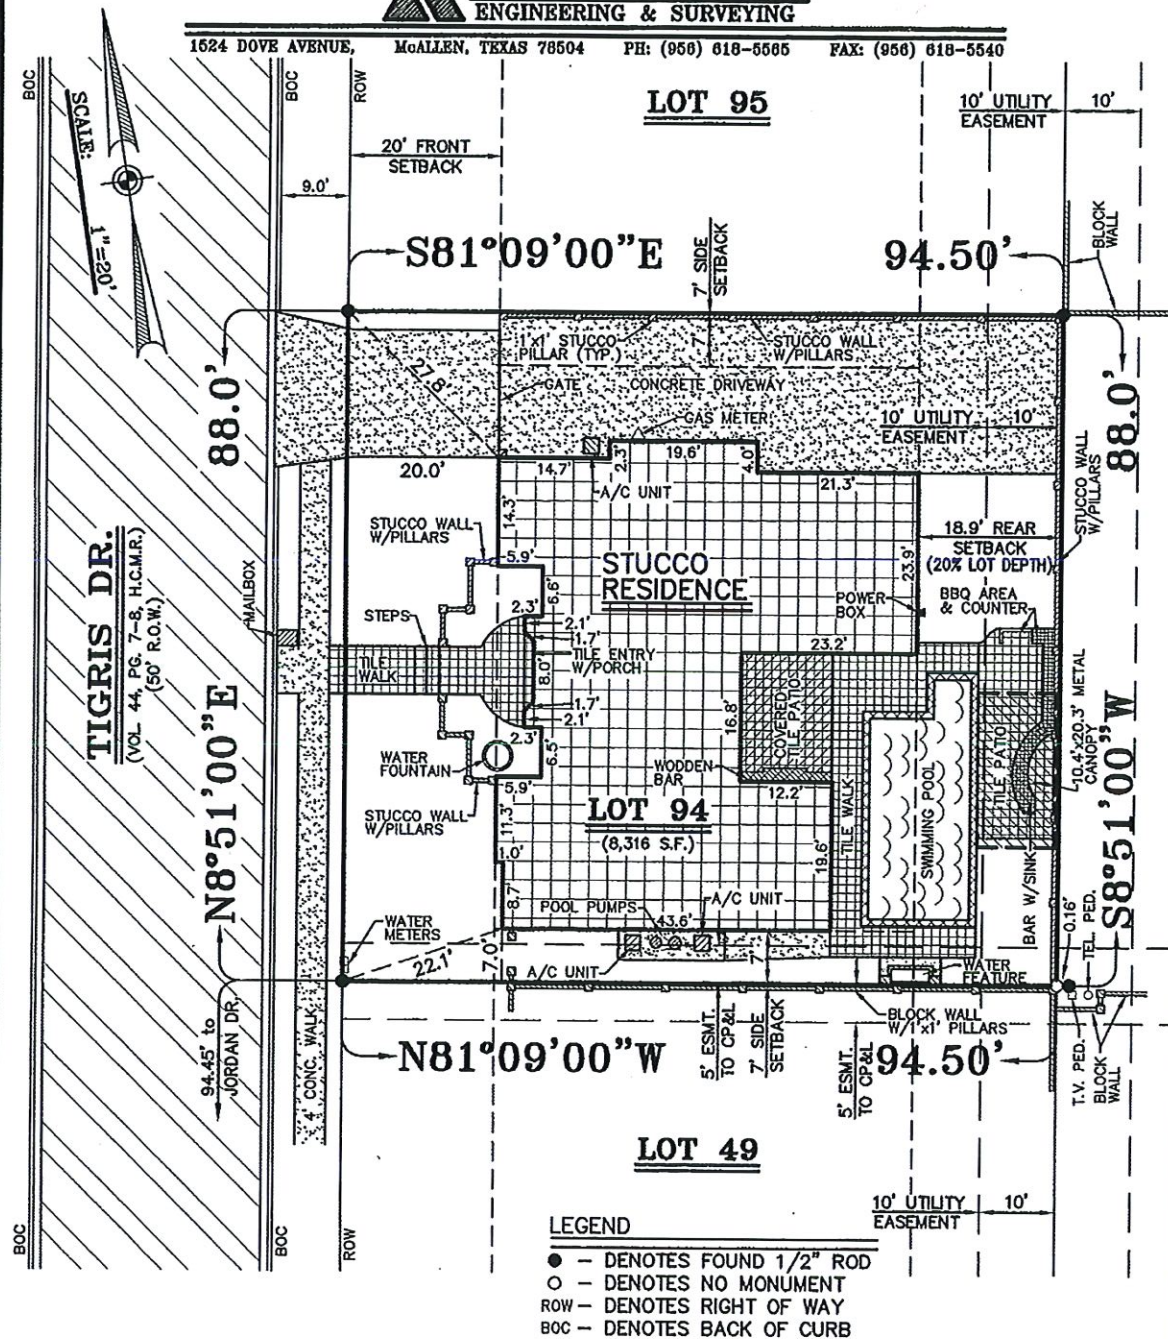 ENGINEERING & SURVEYING
1524 DOVE AVENUE, McALLEN, TEXAS 78504 PH: (956) 618-5565 FAX: (956) 618-5540
BOC
BOC
ROW
SCALE:
1"=20'
LOT 95
10' UTILITY
EASEMENT
10'
20' FRONT
SETBACK
9.0'
BLOCK
WALL
S81°09'00"E
7' SIDE
SETBACK
94.50'
88.0'
27.8'
1'x1' STUCCO
PILLAR (TYP.)
7'
STUCCO WALL
W/PILLARS
GATE
CONCRETE DRIVEWAY
GAS METER
10' UTILITY
EASEMENT
10'
88.0'
STUCCO WALL
W/PILLARS
20.0'
14.7'
2.3'
19.6'
4.0'
21.3'
A/C UNIT
14.3'
STUCCO WALL
W/PILLARS
5.9'
STUCCO
RESIDENCE
18.9' REAR
SETBACK
(20% LOT DEPTH)
23.9'
TIGRIS DR.
(VOL. 44, PG. 7-8, H.C.M.R.)
(50' R.O.W.)
MAILBOX
6.6'
STEPS
2.3'
2.1'
1.7'
TILE ENTRY
W/PORCH
8.0'
POWER
BOX
BBQ AREA
& COUNTER
23.2'
TILE
WALK
1.7'
2.1'
2.3'
6.5'
16.8'
COVERED
TILE PATIO
TILE PATIO
10.4'x20.3' METAL
CANOPY
WATER
FOUNTAIN
WOODEN
BAR
12.2'
5.9'
STUCCO WALL
W/PILLARS
11.3'
LOT 94
(8,316 S.F.)
TILE WALK
SWIMMING POOL
N8°51'00"E
S8°51'00"W
1.0'
19.6'
8.7'
POOL PUMPS
43.6'
A/C UNIT
BAR W/SINK
0.16'
TEL. PED.
WATER
METERS
22.1'
7.0'
A/C UNIT
7'
WATER
FEATURE
BLOCK WALL
W/1'x1' PILLARS
94.45' to
JORDAN DR.
4' CONC. WALK
N81°09'00"W
5' ESMT.
TO CP&L
7' SIDE
SETBACK
5' ESMT.
TO CP&L
94.50'
T.V. PED.
BLOCK
WALL
LOT 49
10' UTILITY
EASEMENT
10'
BOC
BOC
ROW
LEGEND
● – DENOTES FOUND 1/2" ROD
○ – DENOTES NO MONUMENT
ROW – DENOTES RIGHT OF WAY
BOC – DENOTES BACK OF CURB